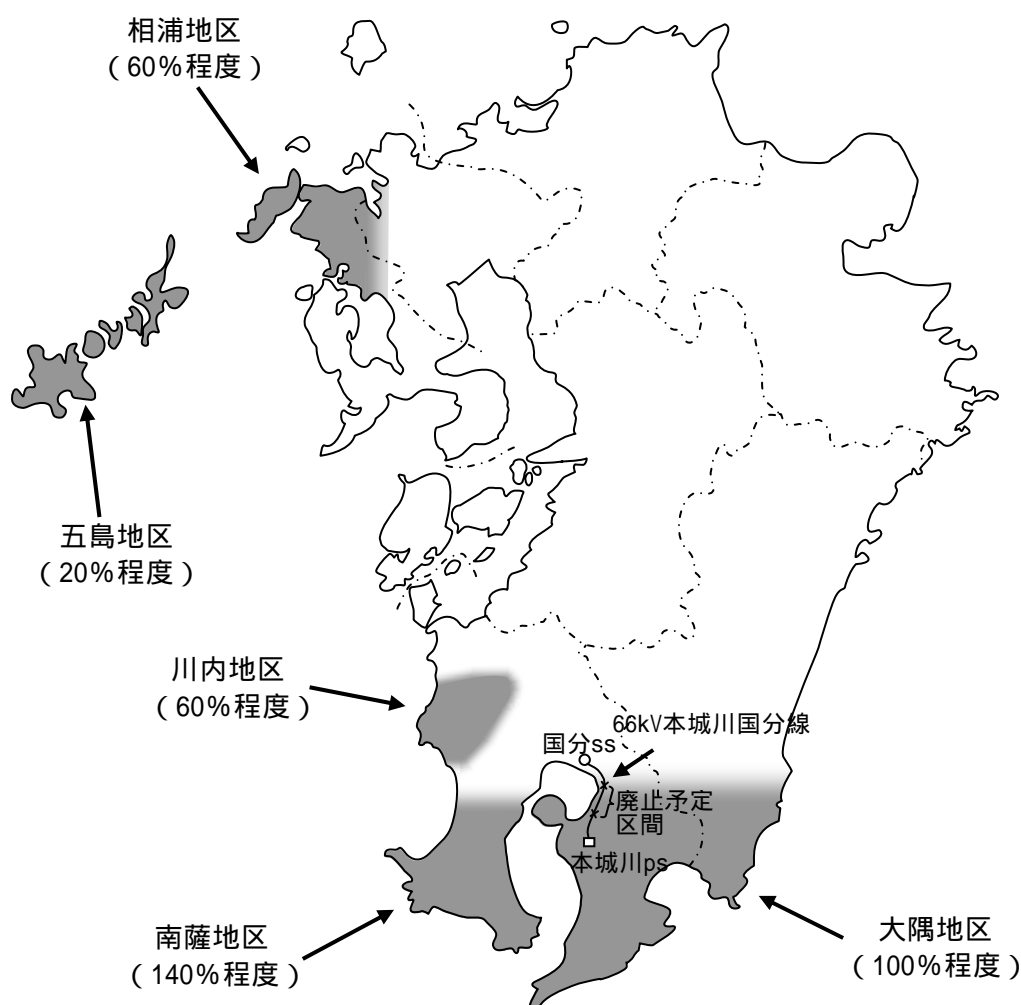 相浦地区
（60%程度）
五島地区
（20%程度）
川内地区
（60%程度）
66kV本城川国分線
国分ss
廃止予定
区間
本城川ps
南薩地区
（140%程度）
大隅地区
（100%程度）